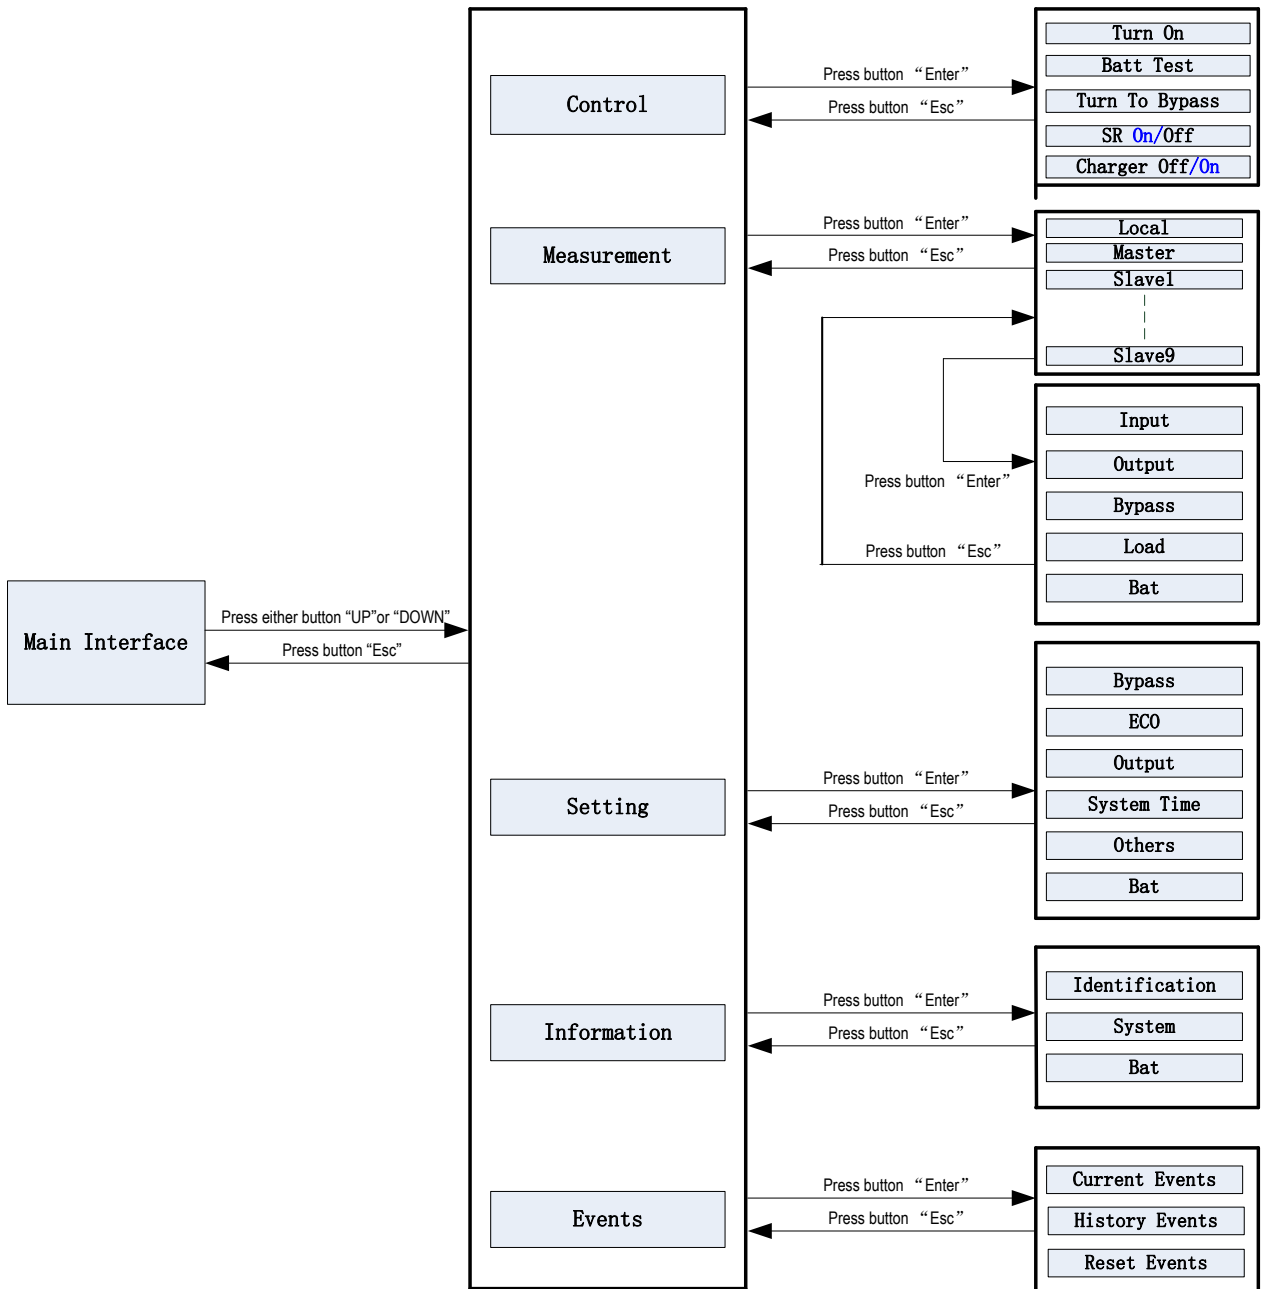 Main Interface
Press either button “UP”or “DOWN”
Press button “Esc”
Control
Press button “Enter”
Press button “Esc”
Turn On
Batt Test
Turn To Bypass
SR On/Off
Charger Off/On
Measurement
Press button “Enter”
Press button “Esc”
Local
Master
Slave1
Slave9
Press button “Enter”
Press button “Esc”
Input
Output
Bypass
Load
Bat
Setting
Press button “Enter”
Press button “Esc”
Bypass
ECO
Output
System Time
Others
Bat
Information
Press button “Enter”
Press button “Esc”
Identification
System
Bat
Events
Press button “Enter”
Press button “Esc”
Current Events
History Events
Reset Events